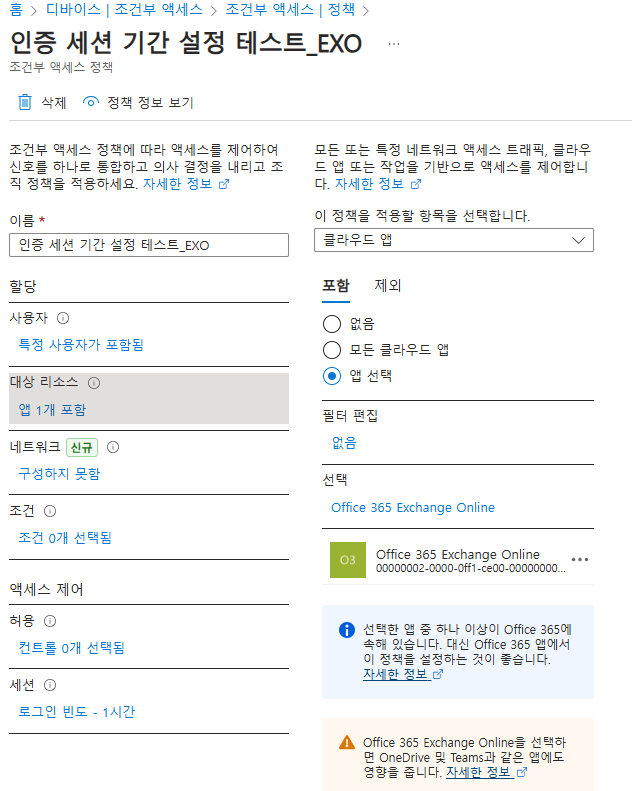 홈 > 디바이스 | 조건부 액세스 > 조건부 액세스 | 정책 >
인증 세션 기간 설정 테스트_EXO ...
조건부 액세스 정책
삭제 정책 정보 보기
조건부 액세스 정책에 따라 액세스를 제어하여
신호를 하나로 통합하고 의사 결정을 내리고 조
직 정책을 적용하세요. 자세한 정보
이름 *
인증 세션 기간 설정 테스트_EXO
할당
사용자
특정 사용자가 포함됨
대상 리소스
앱 1개 포함
네트워크 신규
구성하지 못함
조건
조건 0개 선택됨
액세스 제어
허용
컨트롤 0개 선택됨
세션
로그인 빈도 - 1시간
모든 또는 특정 네트워크 액세스 트래픽, 클라우
드 앱 또는 작업을 기반으로 액세스를 제어합니
다. 자세한 정보
이 정책을 적용할 항목을 선택합니다.
클라우드 앱
포함 제외
없음
모든 클라우드 앱
앱 선택
필터 편집
없음
선택
Office 365 Exchange Online
O3
Office 365 Exchange Online
00000002-0000-0ff1-ce00-00000000...
선택한 앱 중 하나 이상이 Office 365에
속해 있습니다. 대신 Office 365 앱에서
이 정책을 설정하는 것이 좋습니다.
자세한 정보
Office 365 Exchange Online을 선택하
면 OneDrive 및 Teams과 같은 앱에도
영향을 줍니다. 자세한 정보